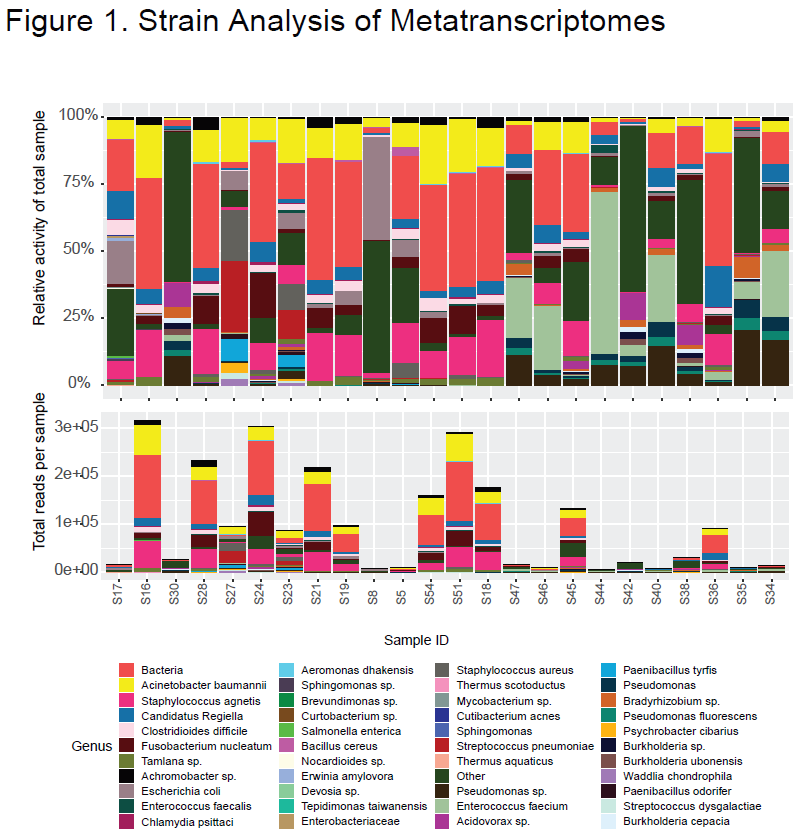 Figure 1. Strain Analysis of Metatranscriptomes
Relative activity of total sample
100%
75%
50%
25%
0%
Total reads per sample
3e+05
2e+05
1e+05
0e+00
S17 S16 S30 S28 S27 S24 S23 S21 S19 S8 S5 S54 S51 S18 S47 S46 S45 S44 S42 S40 S38 S36 S35 S34
Sample ID
Genus
Bacteria
Acinetobacter baumannii
Staphylococcus agnetis
Candidatus Regiella
Clostridioides difficile
Fusobacterium nucleatum
Tamlana sp.
Achromobacter sp.
Escherichia coli
Enterococcus faecalis
Chlamydia psittaci
Aeromonas dhakensis
Sphingomonas sp.
Brevundimonas sp.
Curtobacterium sp.
Salmonella enterica
Bacillus cereus
Nocardioides sp.
Erwinia amylovora
Devosia sp.
Tepidimonas taiwanensis
Enterobacteriaceae
Staphylococcus aureus
Thermus scotoductus
Mycobacterium sp.
Cutibacterium acnes
Sphingomonas
Streptococcus pneumoniae
Thermus aquaticus
Other
Pseudomonas sp.
Enterococcus faecium
Acidovorax sp.
Paenibacillus tyrfis
Pseudomonas
Bradyrhizobium sp.
Pseudomonas fluorescens
Psychrobacter cibarius
Burkholderia sp.
Burkholderia ubonensis
Waddlia chondrophila
Paenibacillus odorifer
Streptococcus dysgalactiae
Burkholderia cepacia